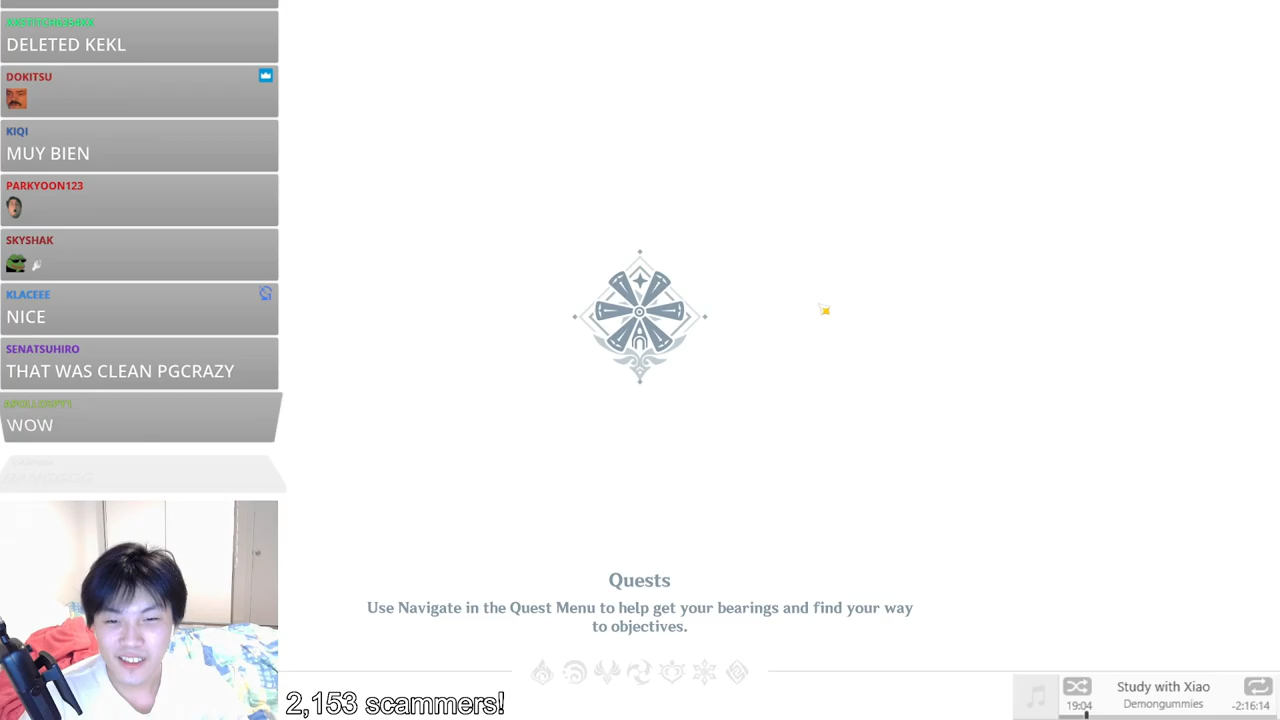 DELETED KEKL
DOKITSU
KIQI
MUY BIEN
PARKYOON123
SKYSHAK
KLACEEE
NICE
SENATSUHIRO
THAT WAS CLEAN PGCRAZY
WOW
Quests
Use Navigate in the Quest Menu to help get your bearings and find your way
to objectives.
2,153 scammers!
Study with Xiao
Demongummies
19:04
-2:16:14